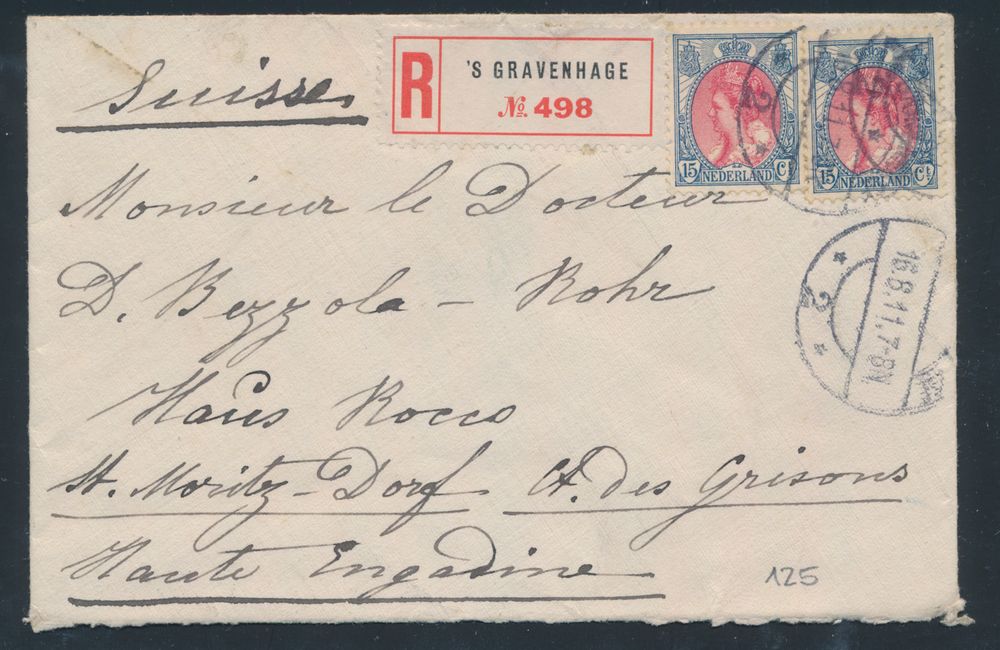 Suisse
R 'S GRAVENHAGE
№ 498
15 NEDERLAND Ct
15 NEDERLAND Ct
Monsieur le Docteur
D. Bezzola - Rohr
2
16.8.11.7-8N
Haus Rocco
St. Moritz-Dorf Ct. des Grisons
Haute Engadine
125